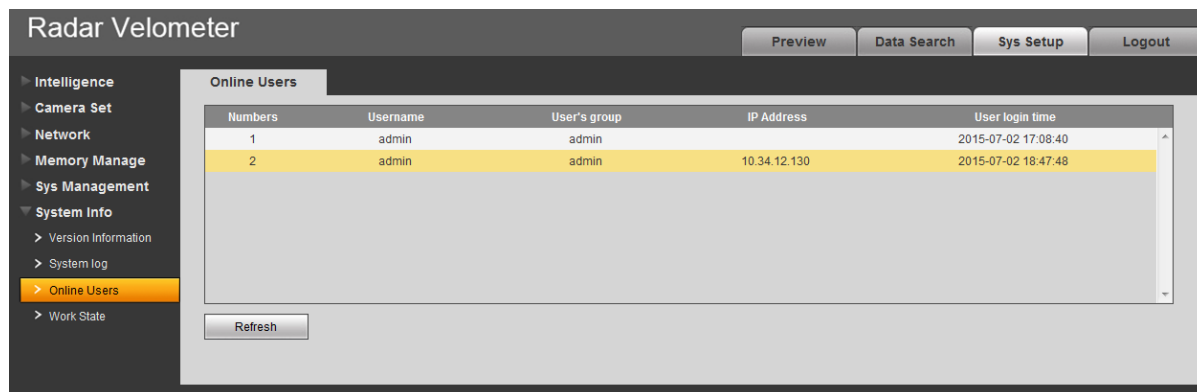 Radar Velometer
Preview Data Search Sys Setup Logout
Intelligence
Camera Set
Network
Memory Manage
Sys Management
System Info
> Version Information
> System log
> Online Users
> Work State
Online Users
Numbers Username User's group IP Address User login time
1 admin admin 2015-07-02 17:08:40
2 admin admin 10.34.12.130 2015-07-02 18:47:48
Refresh